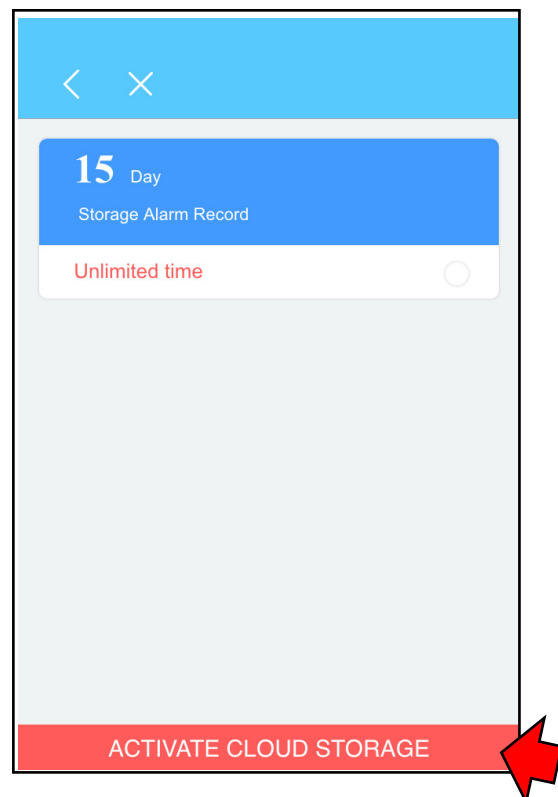 15 Day
Storage Alarm Record
Unlimited time
ACTIVATE CLOUD STORAGE